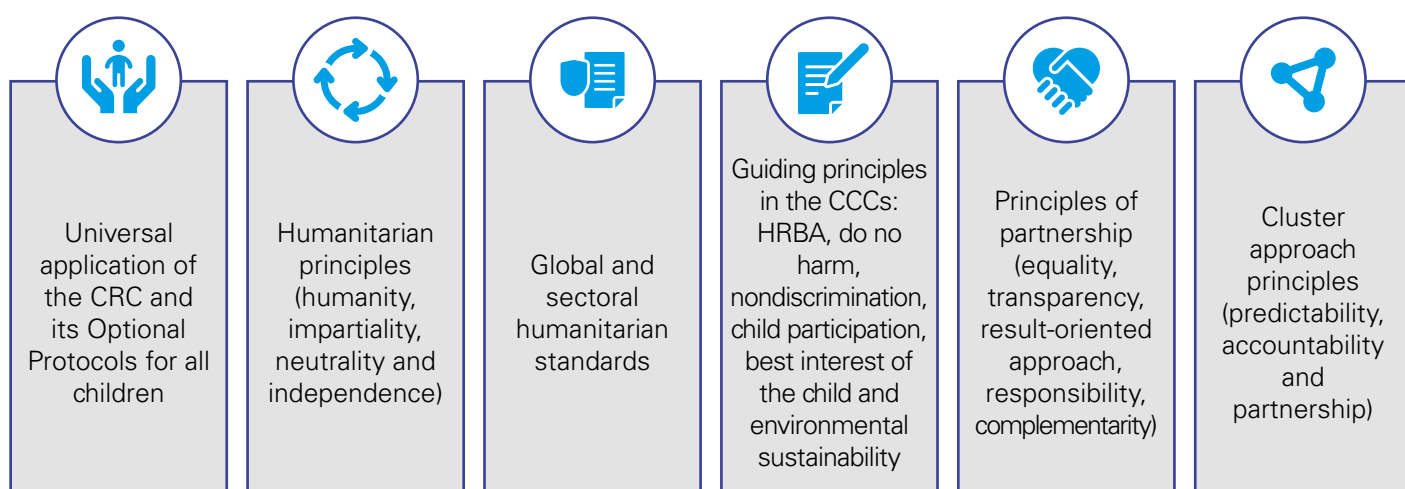 Universal
application of
the CRC and
its Optional
Protocols for all
children
Humanitarian
principles
(humanity,
impartiality,
neutrality and
independence)
Global and
sectoral
humanitarian
standards
Guiding principles
in the CCCs:
HRBA, do no
harm,
nondiscrimination,
child participation,
best interest of
the child and
environmental
sustainability
Principles of
partnership
(equality,
transparency,
result-oriented
approach,
responsibility,
complementarity)
Cluster
approach
principles
(predictability,
accountability
and
partnership)